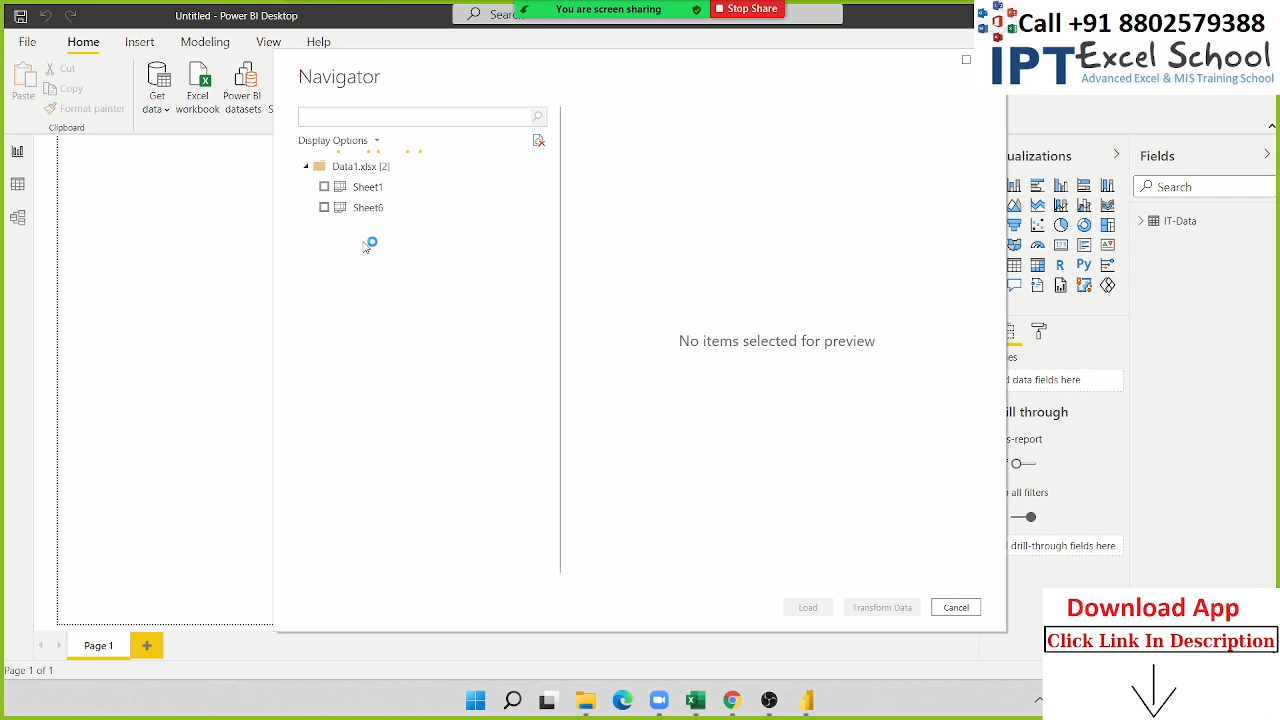 Untitled - Power BI Desktop
You are screen sharing
Stop Share
Call +91 8802579388
IPT Excel School
Advanced Excel & MIS Training School
File
Home
Insert
Modeling
View
Help
Paste
Cut
Copy
Format painter
Clipboard
Get
data
Excel
workbook
Power BI
datasets
Navigator
Display Options
Data1.xlsx [2]
Sheet1
Sheet6
No items selected for preview
Load
Transform Data
Cancel
ualizations
Fields
Search
IT-Data
R
Py
123
data fields here
ill through
s-report
all filters
drill-through fields here
Page 1
Page 1 of 1
Download App
Click Link In Description